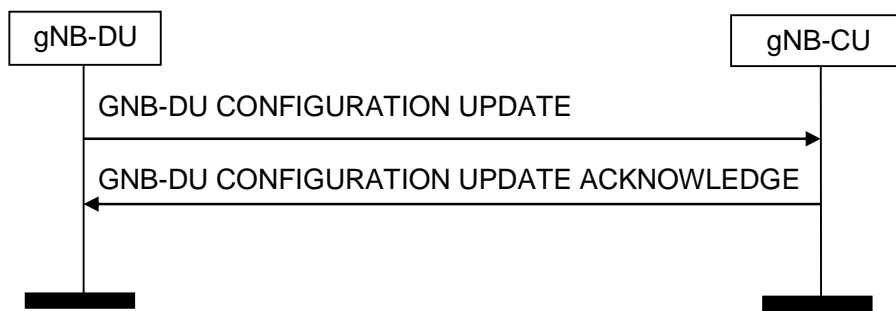 gNB-DU
gNB-CU
GNB-DU CONFIGURATION UPDATE
GNB-DU CONFIGURATION UPDATE ACKNOWLEDGE